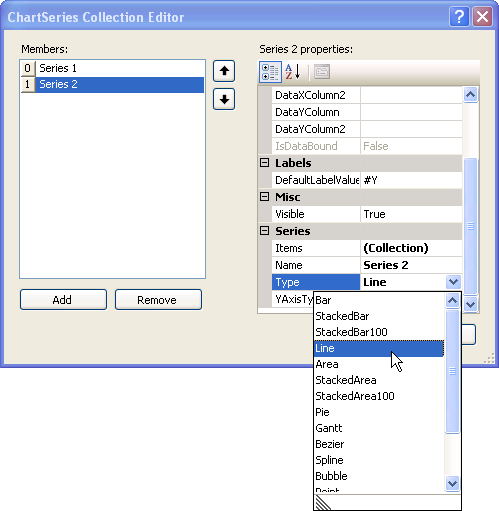 ChartSeries Collection Editor
Members:
0 Series 1
1 Series 2
Add
Remove
Series 2 properties:
DataXColumn2
DataYColumn
DataYColumn2
IsDataBound False
Labels
DefaultLabelValue #Y
Misc
Visible True
Series
Items (Collection)
Name Series 2
Type Line
Bar
StackedBar
StackedBar100
Line
Area
StackedArea
StackedArea100
Pie
Gantt
Bezier
Spline
Bubble